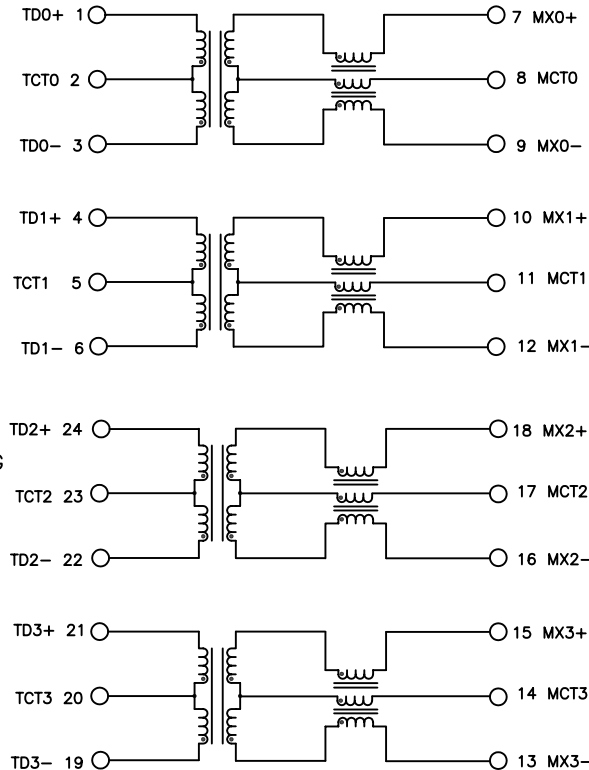 TD0+ 1 7 MX0+
TCT0 2 8 MCT0
TD0- 3 9 MX0-
TD1+ 4 10 MX1+
TCT1 5 11 MCT1
TD1- 6 12 MX1-
TD2+ 24 18 MX2+
G
TCT2 23 17 MCT2
TD2- 22 16 MX2-
TD3+ 21 15 MX3+
TCT3 20 14 MCT3
TD3- 19 13 MX3-